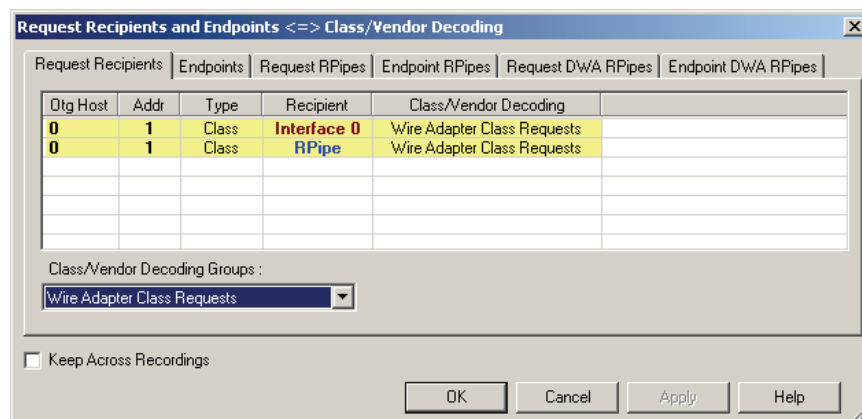 Request Recipients and Endpoints <=> Class/Vendor Decoding
Request Recipients Endpoints Request RPipes Endpoint RPipes Request DWA RPipes Endpoint DWA RPipes
Otg Host Addr Type Recipient Class/Vendor Decoding
0 1 Class Interface 0 Wire Adapter Class Requests
0 1 Class RPipe Wire Adapter Class Requests
Class/Vendor Decoding Groups :
Wire Adapter Class Requests
Keep Across Recordings
OK Cancel Apply Help